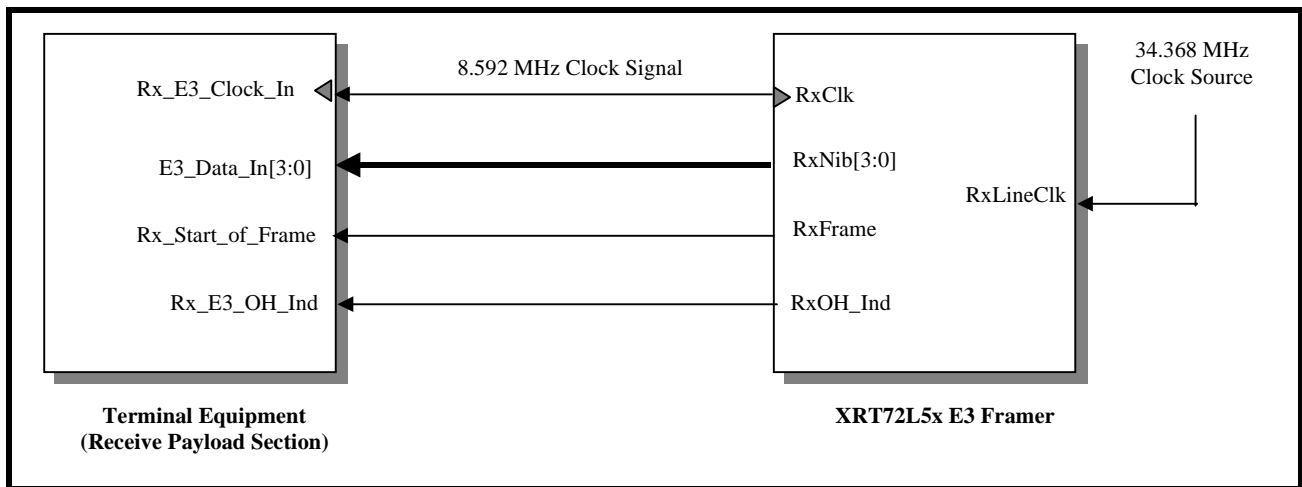 8.592 MHz Clock Signal
34.368 MHz
Clock Source
Rx_E3_Clock_In
RxClk
E3_Data_In[3:0]
RxNib[3:0]
RxLineClk
Rx_Start_of_Frame
RxFrame
Rx_E3_OH_Ind
RxOH_Ind
Terminal Equipment
(Receive Payload Section)
XRT72L5x E3 Framer